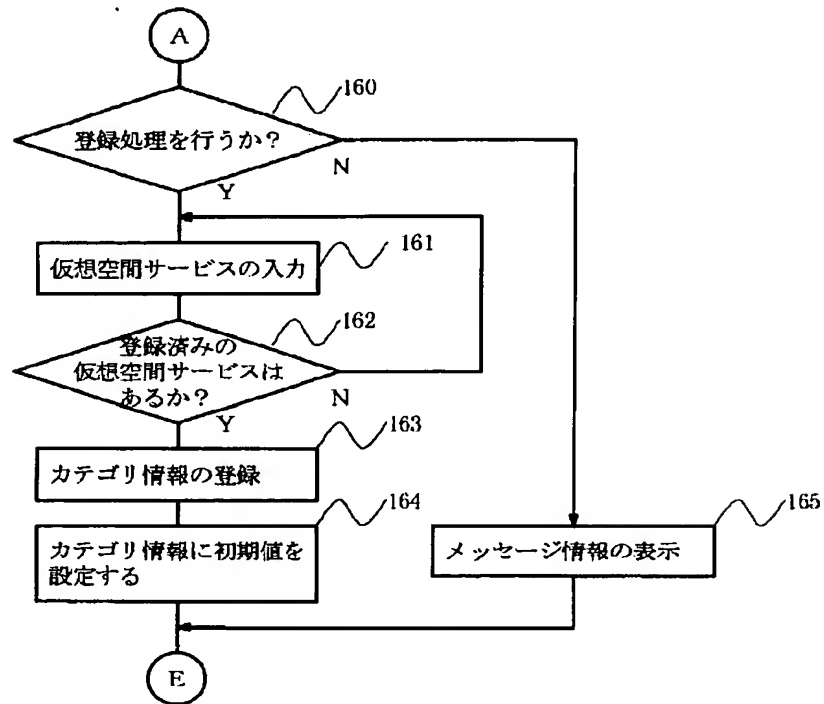 A
160
登録処理を行うか?
N
Y
161
仮想空間サービスの入力
162
登録済みの
仮想空間サービスは
あるか?
N
Y
163
カテゴリ情報の登録
164
カテゴリ情報に初期値を
設定する
165
メッセージ情報の表示
E